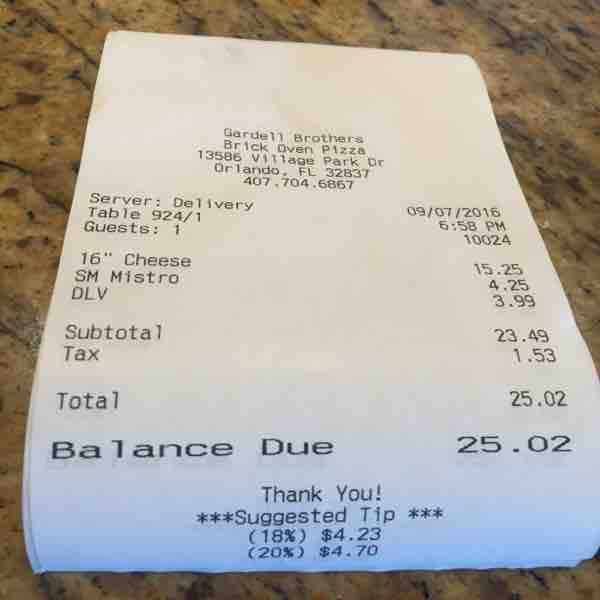 Gardell Brothers
Brick Oven Pizza
13586 Village Park Dr
Orlando, FL 32837
407.704.6867
Server: Delivery 09/07/2016
Table 924/1 6:58 PM
Guests: 1 10024
16" Cheese 15.25
SM Mistro 4.25
DLV 3.99
Subtotal 23.49
Tax 1.53
Total 25.02
Balance Due 25.02
Thank You!
***Suggested Tip ***
(18%) $4.23
(20%) $4.70